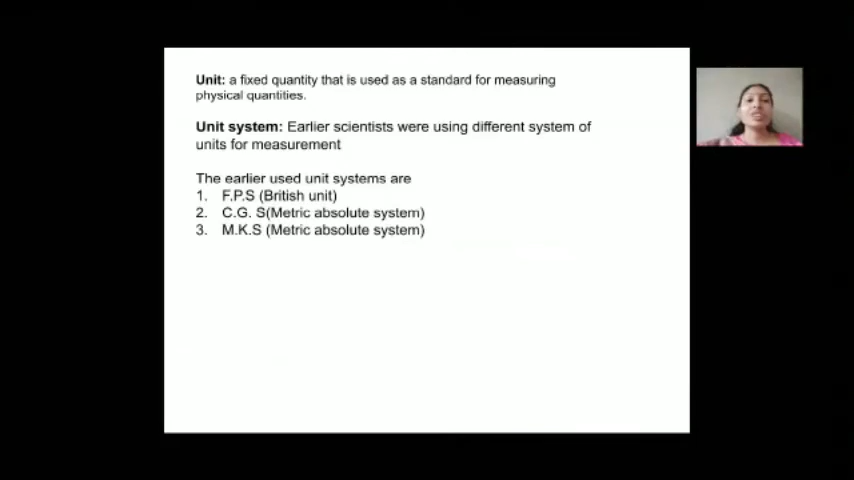 Unit: a fixed quantity that is used as a standard for measuring
physical quantities.
Unit system: Earlier scientists were using different system of
units for measurement
The earlier used unit systems are
1. F.P.S (British unit)
2. C.G. S(Metric absolute system)
3. M.K.S (Metric absolute system)